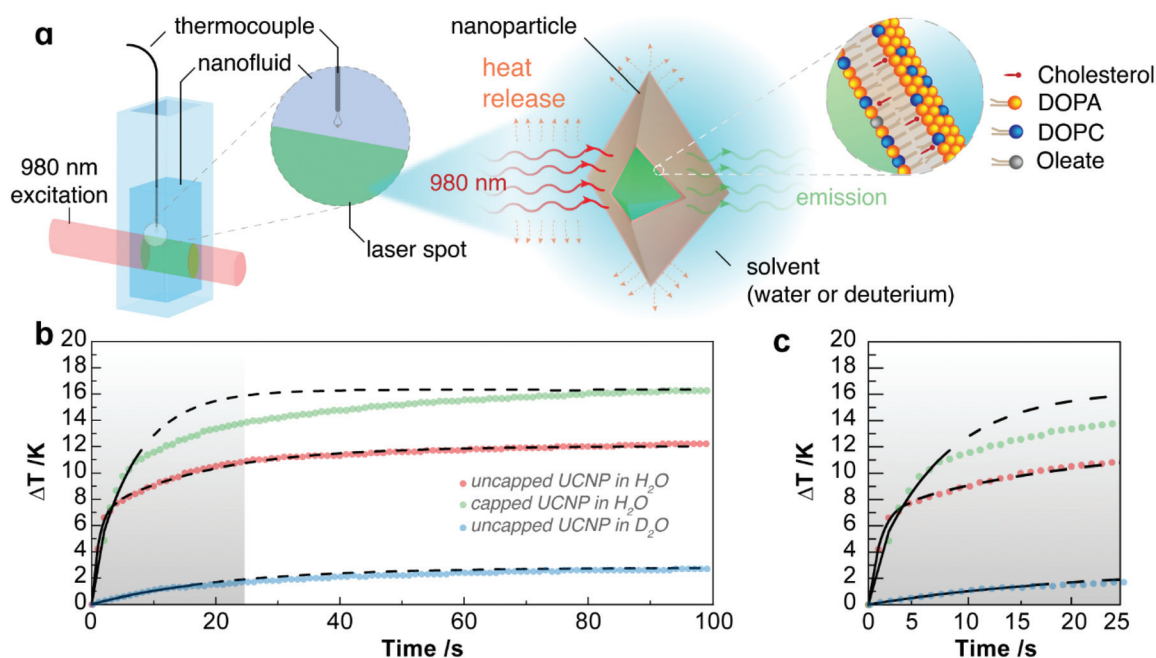 a
thermocouple
nanofluid
980 nm
excitation
laser spot
nanoparticle
heat
release
980 nm
emission
solvent
(water or deuterium)
Cholesterol
DOPA
DOPC
Oleate
b
ΔT /K
20
18
16
14
12
10
8
6
4
2
0
uncapped UCNP in H2O
capped UCNP in H2O
uncapped UCNP in D2O
0 20 40 60 80 100
Time /s
c
ΔT /K
20
18
16
14
12
10
8
6
4
2
0
0 5 10 15 20 25
Time /s